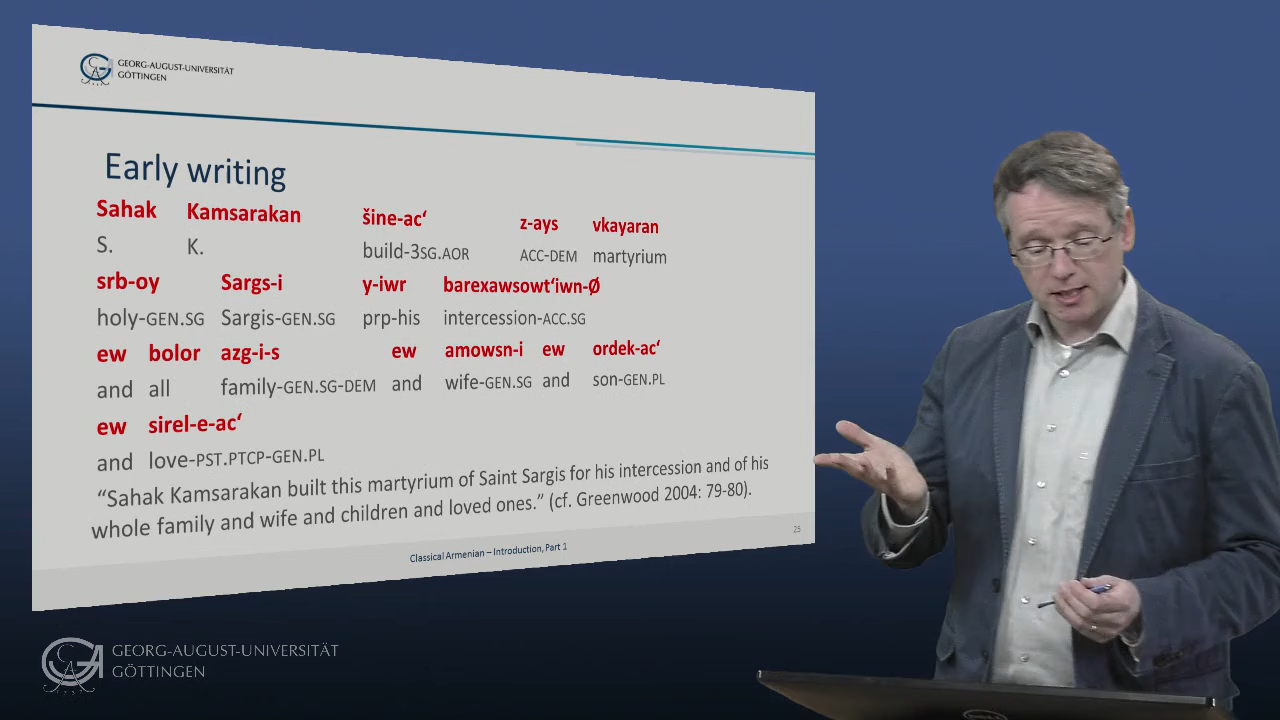 GEORG-AUGUST-UNIVERSITÄT
GÖTTINGEN
Early writing
Sahak Kamsarakan šine-ac‘ z-ays vkayaran
S. K. build-3SG.AOR ACC-DEM martyrium
srb-oy Sargs-i y-iwr barexawsowt‘iwn-Ø
holy-GEN.SG Sargis-GEN.SG prp-his intercession-ACC.SG
ew bolor azg-i-s ew amowsn-i ew ordek-ac‘
and all family-GEN.SG-DEM and wife-GEN.SG and son-GEN.PL
ew sirel-e-ac‘
and love-PST.PTCP-GEN.PL
“Sahak Kamsarakan built this martyrium of Saint Sargis for his intercession and of his
whole family and wife and children and loved ones.” (cf. Greenwood 2004: 79-80).
25
Classical Armenian – Introduction, Part 1
GEORG-AUGUST-UNIVERSITÄT
GÖTTINGEN